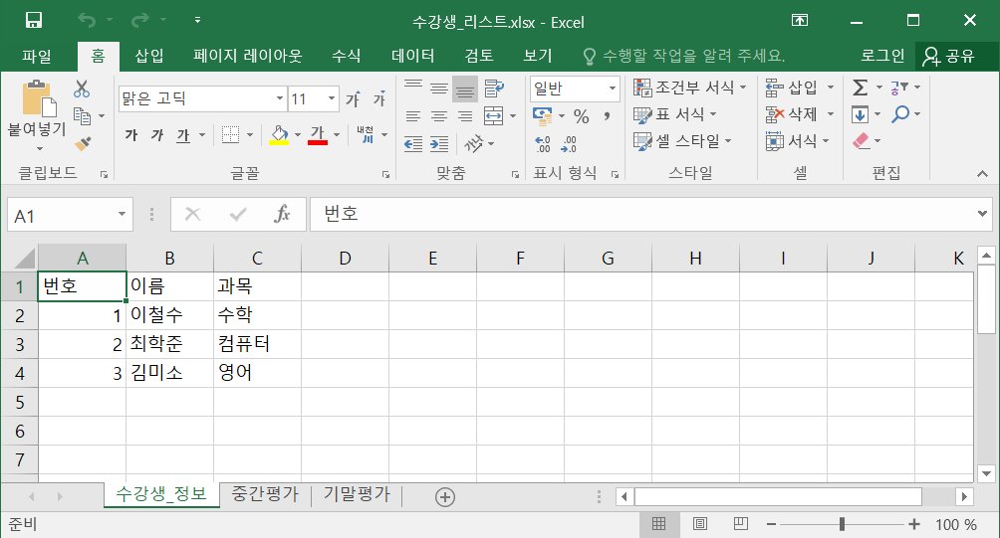 수강생_리스트.xlsx - Excel
파일 홈 삽입 페이지 레이아웃 수식 데이터 검토 보기 수행할 작업을 알려 주세요. 로그인 공유
붙여넣기
클립보드
맑은 고딕 11 가 가
가 가 가 가 내천
글꼴
맞춤
일반
% ,
.0 .00 .00 .0
표시 형식
조건부 서식
표 서식
셀 스타일
스타일
삽입
삭제
서식
셀
Σ
편집
A1 fx 번호
A B C D E F G H I J K
1 번호 이름 과목
2 1 이철수 수학
3 2 최학준 컴퓨터
4 3 김미소 영어
5
6
7
수강생_정보 중간평가 기말평가
준비 100 %